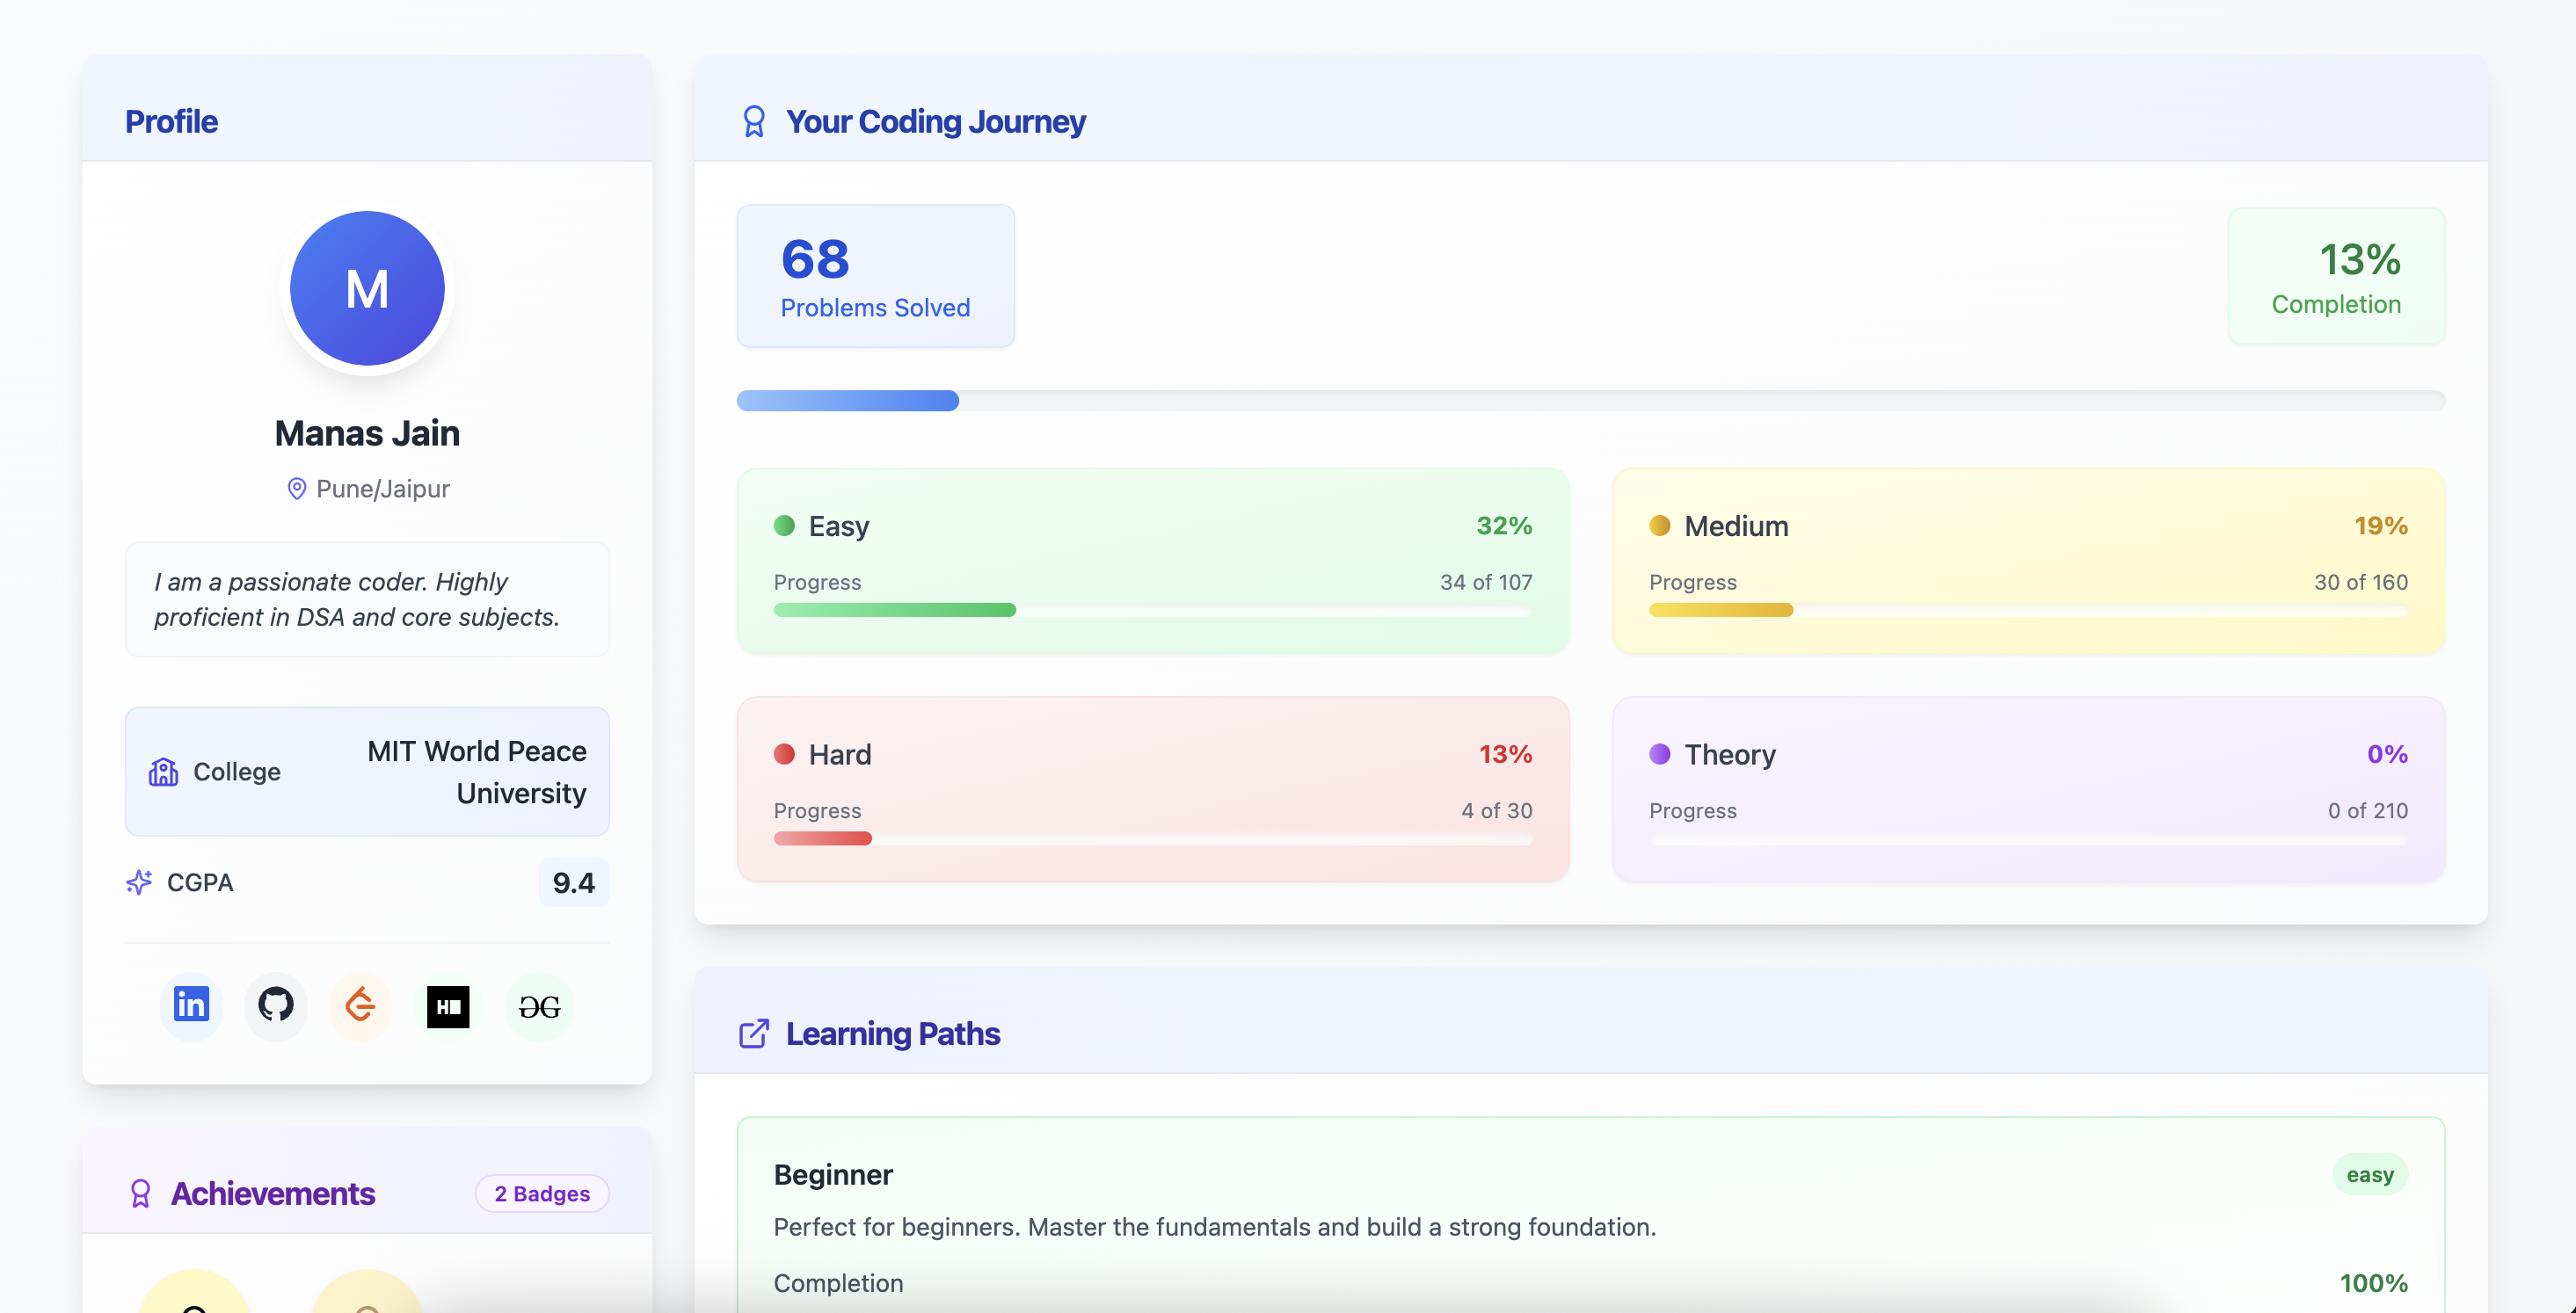 Profile
M
Manas Jain
Pune/Jaipur
I am a passionate coder. Highly
proficient in DSA and core subjects.
College
MIT World Peace
University
CGPA
9.4
in
H
GG
Achievements
2 Badges
Your Coding Journey
68
Problems Solved
13%
Completion
Easy
32%
Progress
34 of 107
Medium
19%
Progress
30 of 160
Hard
13%
Progress
4 of 30
Theory
0%
Progress
0 of 210
Learning Paths
Beginner
easy
Perfect for beginners. Master the fundamentals and build a strong foundation.
Completion
100%